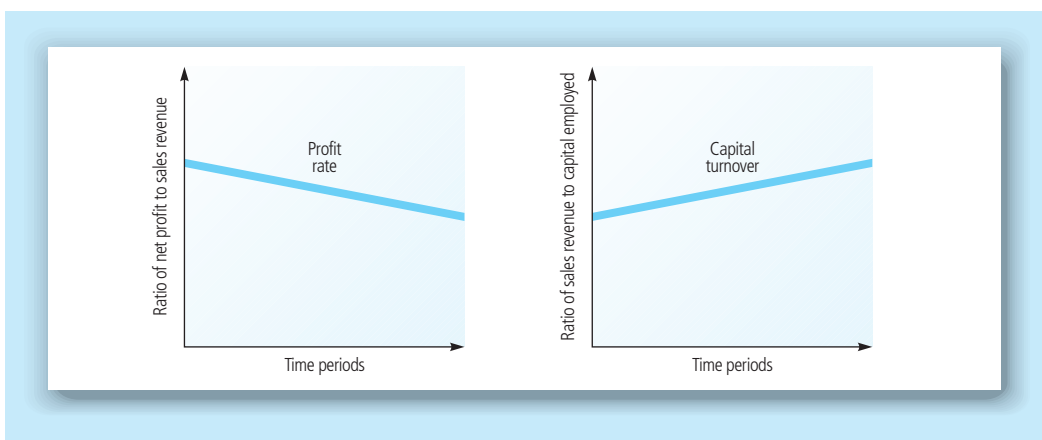 Ratio of net profit to sales revenue
Profit
rate
Time periods
Ratio of sales revenue to capital employed
Capital
turnover
Time periods